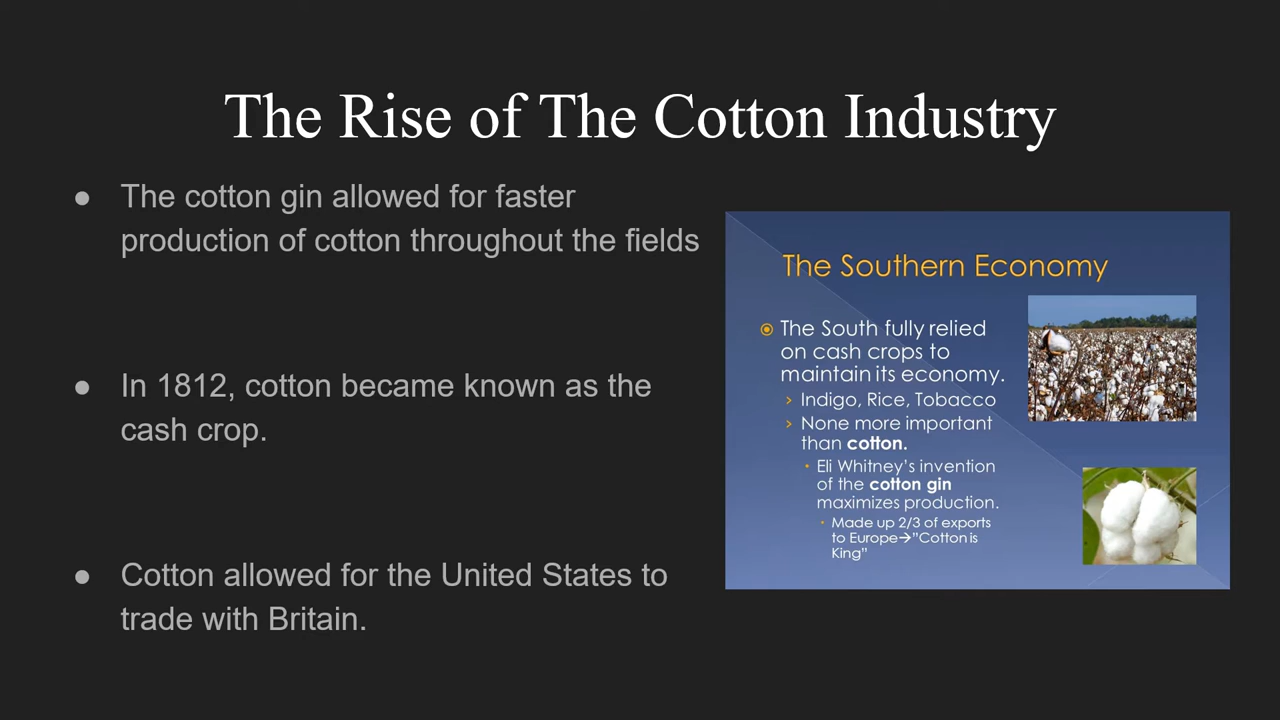 The Rise of The Cotton Industry
● The cotton gin allowed for faster
production of cotton throughout the fields
● In 1812, cotton became known as the
cash crop.
● Cotton allowed for the United States to
trade with Britain.
The Southern Economy
The South fully relied
on cash crops to
maintain its economy.
› Indigo, Rice, Tobacco
› None more important
than cotton.
• Eli Whitney's invention
of the cotton gin
maximizes production.
• Made up 2/3 of exports
to Europe→"Cotton is
King"